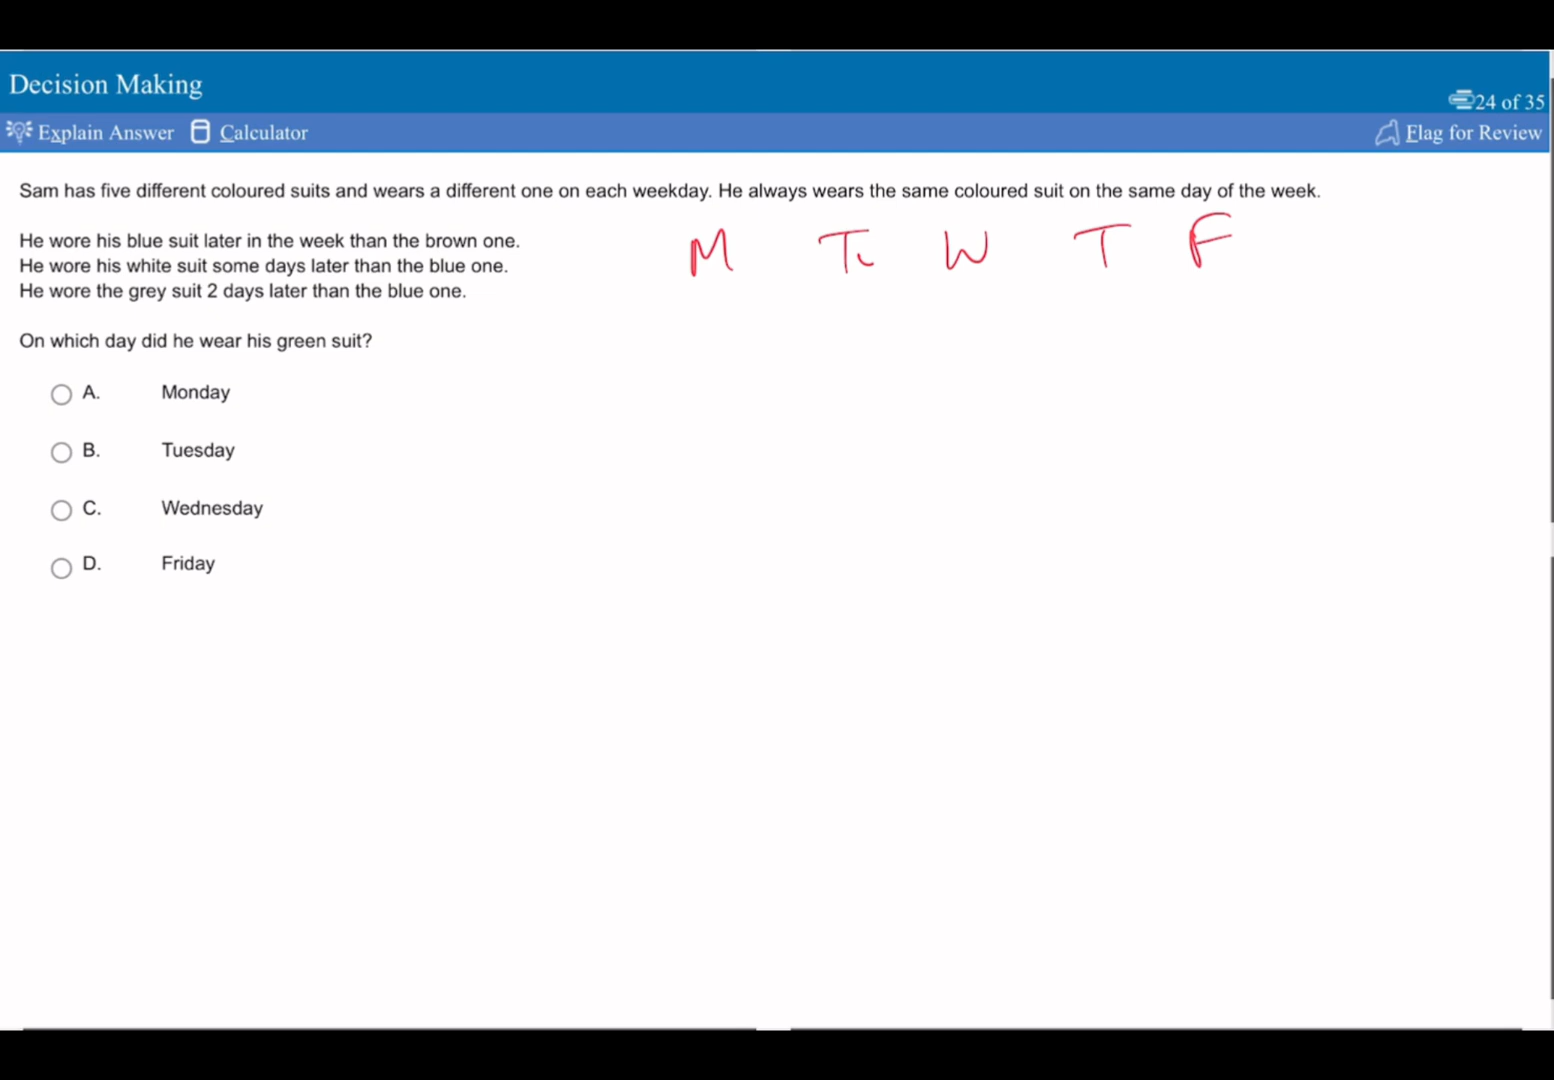 Decision Making
24 of 35
Explain Answer Calculator Flag for Review
Sam has five different coloured suits and wears a different one on each weekday. He always wears the same coloured suit on the same day of the week.
He wore his blue suit later in the week than the brown one.
He wore his white suit some days later than the blue one.
He wore the grey suit 2 days later than the blue one.
M Tu W T F
On which day did he wear his green suit?
A. Monday
B. Tuesday
C. Wednesday
D. Friday